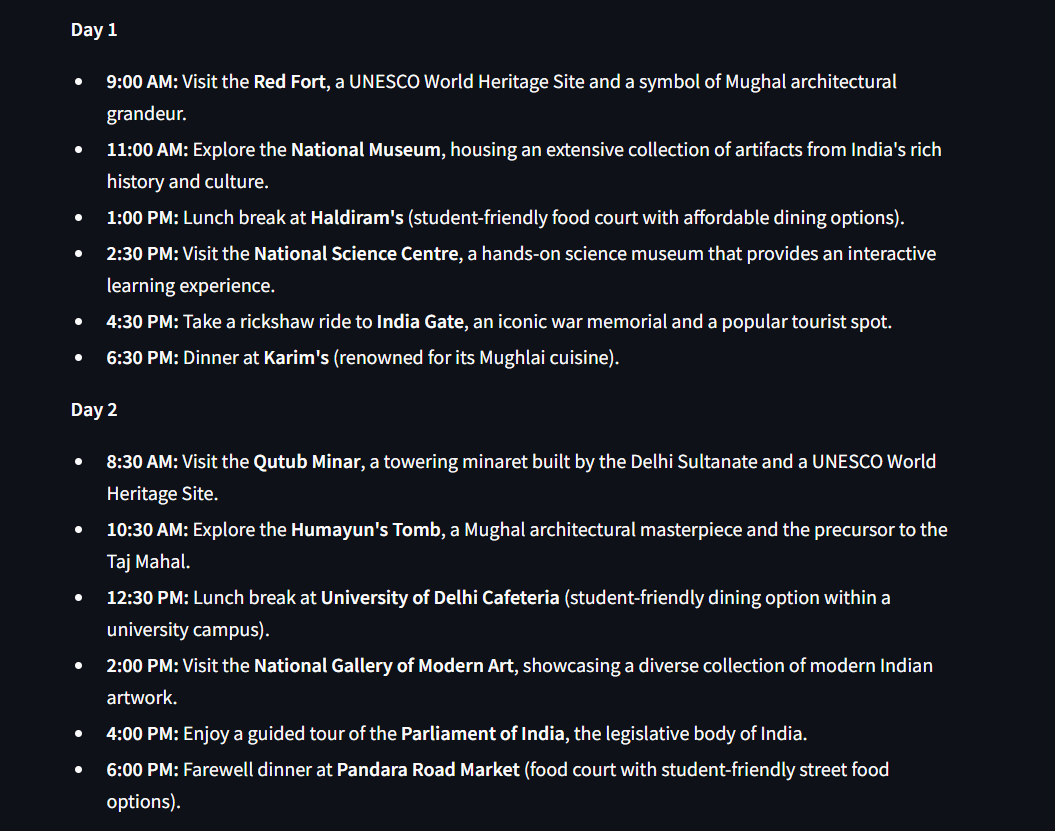 Day 1
• 9:00 AM: Visit the Red Fort, a UNESCO World Heritage Site and a symbol of Mughal architectural
grandeur.
• 11:00 AM: Explore the National Museum, housing an extensive collection of artifacts from India's rich
history and culture.
• 1:00 PM: Lunch break at Haldiram's (student-friendly food court with affordable dining options).
• 2:30 PM: Visit the National Science Centre, a hands-on science museum that provides an interactive
learning experience.
• 4:30 PM: Take a rickshaw ride to India Gate, an iconic war memorial and a popular tourist spot.
• 6:30 PM: Dinner at Karim's (renowned for its Mughlai cuisine).
Day 2
• 8:30 AM: Visit the Qutub Minar, a towering minaret built by the Delhi Sultanate and a UNESCO World
Heritage Site.
• 10:30 AM: Explore the Humayun's Tomb, a Mughal architectural masterpiece and the precursor to the
Taj Mahal.
• 12:30 PM: Lunch break at University of Delhi Cafeteria (student-friendly dining option within a
university campus).
• 2:00 PM: Visit the National Gallery of Modern Art, showcasing a diverse collection of modern Indian
artwork.
• 4:00 PM: Enjoy a guided tour of the Parliament of India, the legislative body of India.
• 6:00 PM: Farewell dinner at Pandara Road Market (food court with student-friendly street food
options).